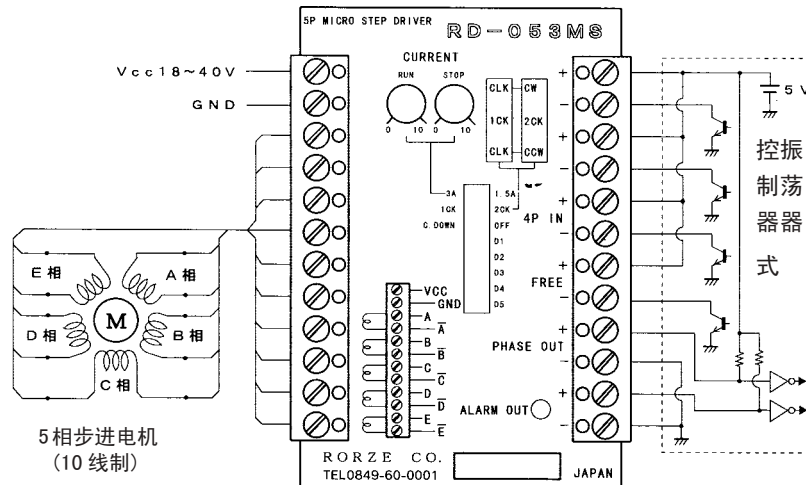 5P MICRO STEP DRIVER
RD-053MS
CURRENT
RUN
STOP
0
10
0
10
CLK
CW
1CK
2CK
CLK
CCW
3A
1.5A
1CK
2CK
C.DOWN
OFF
D1
D2
D3
D4
D5
4P IN
FREE
PHASE OUT
ALARM OUT
VCC
GND
A
A̅
B
B̅
C
C̅
D
D̅
E
E̅
RORZE CO.
TEL0849-60-0001
JAPAN
Vcc18~40V
GND
E相
A相
D相
M
B相
C相
5相步进电机
(10 线制)
+
−
+
−
+
−
+
−
+
−
+
−
5 V
控振
制荡
器器
式